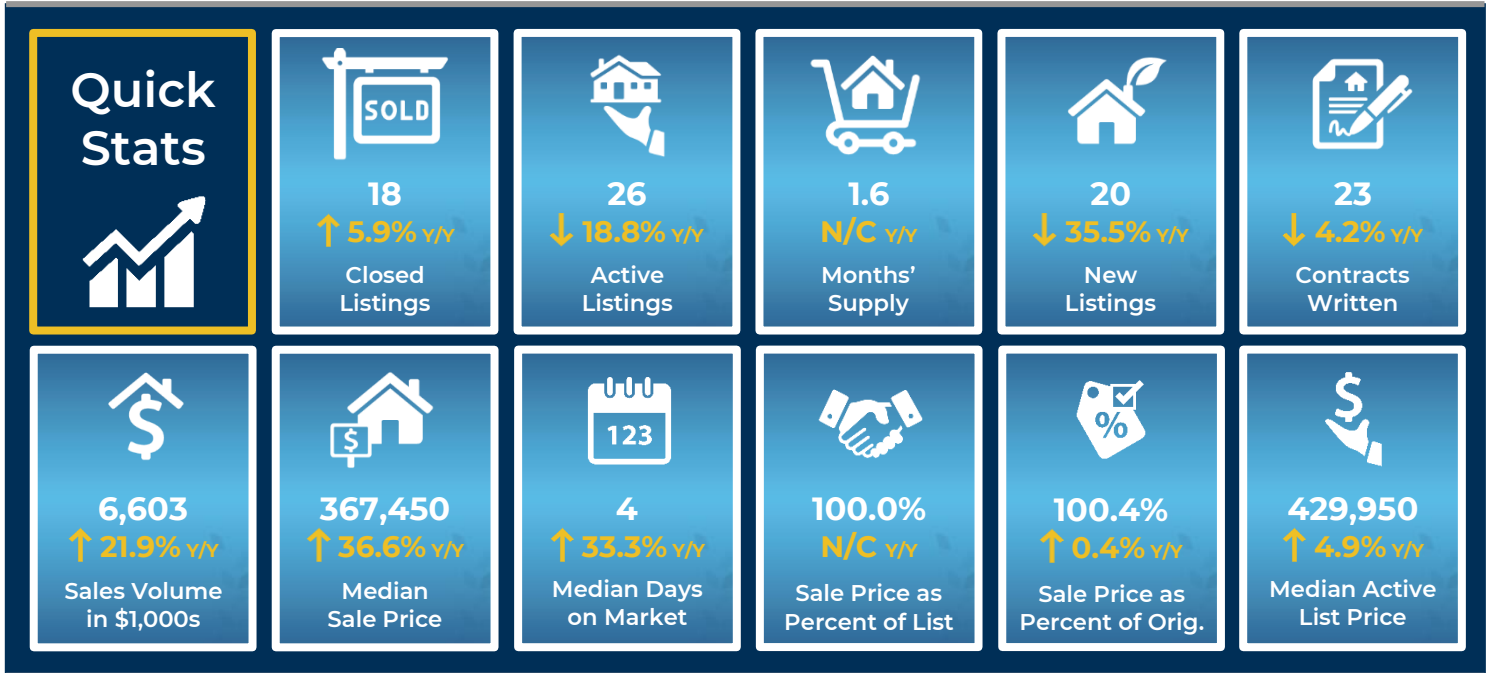 Quick
Stats
SOLD
18
↑ 5.9% Y/Y
Closed
Listings
26
↓ 18.8% Y/Y
Active
Listings
1.6
N/C Y/Y
Months’
Supply
20
↓ 35.5% Y/Y
New
Listings
23
↓ 4.2% Y/Y
Contracts
Written
$
6,603
↑ 21.9% Y/Y
Sales Volume
in $1,000s
$
367,450
↑ 36.6% Y/Y
Median
Sale Price
123
4
↑ 33.3% Y/Y
Median Days
on Market
100.0%
N/C Y/Y
Sale Price as
Percent of List
%
100.4%
↑ 0.4% Y/Y
Sale Price as
Percent of Orig.
$
429,950
↑ 4.9% Y/Y
Median Active
List Price